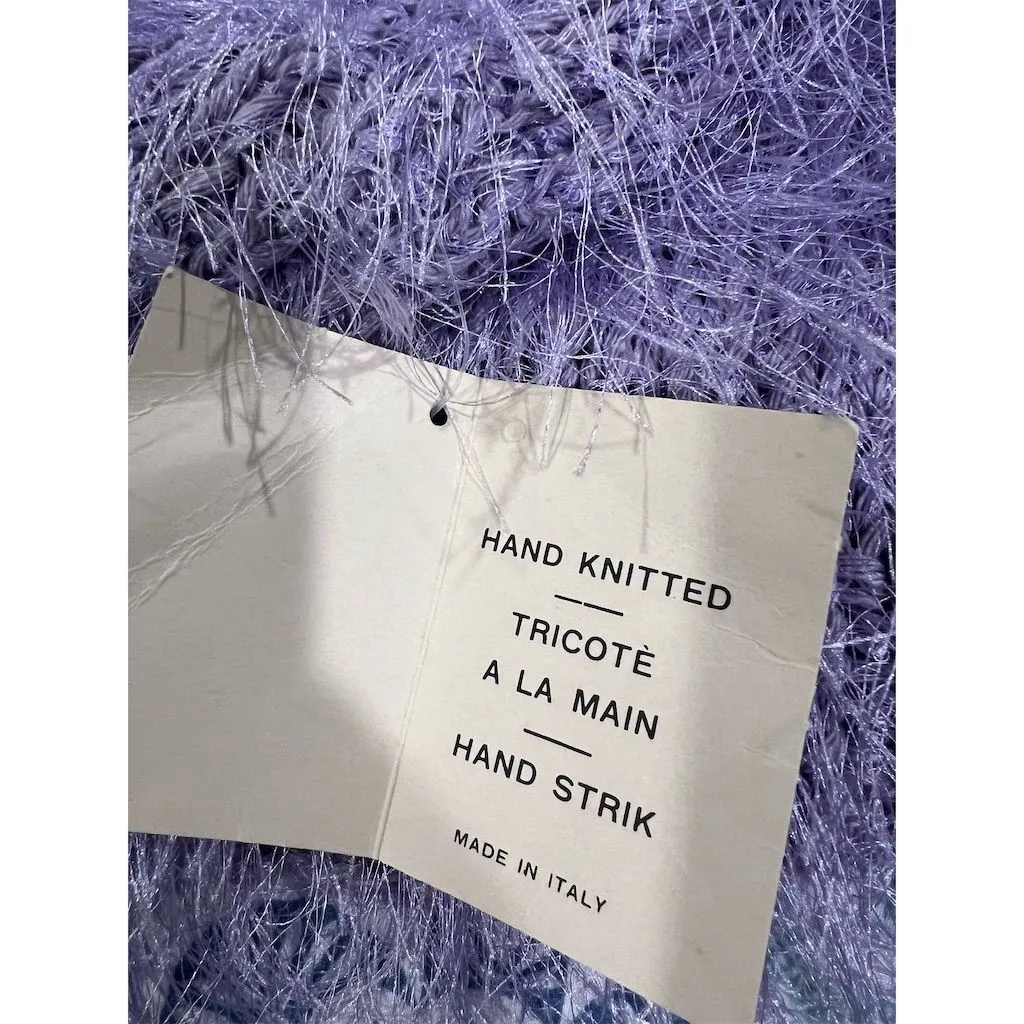 HAND KNITTED
TRICOTÈ
A LA MAIN
HAND STRIK
MADE IN ITALY